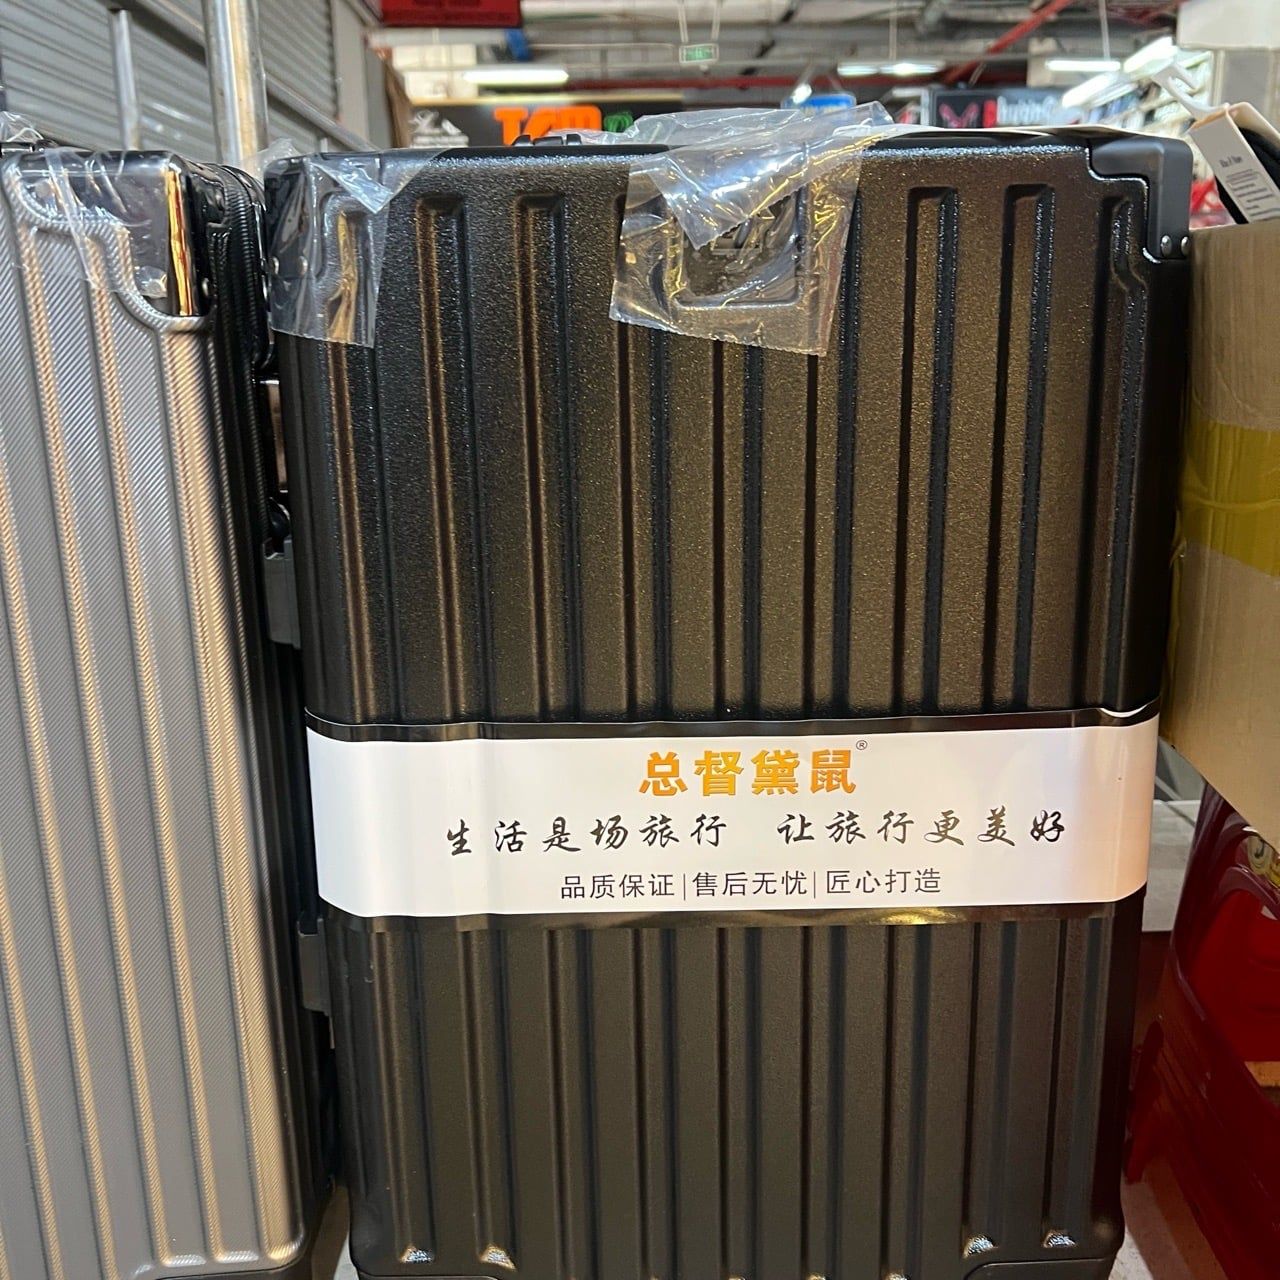 总督黛鼠®
生活是场旅行 让旅行更美好
品质保证|售后无忧|匠心打造